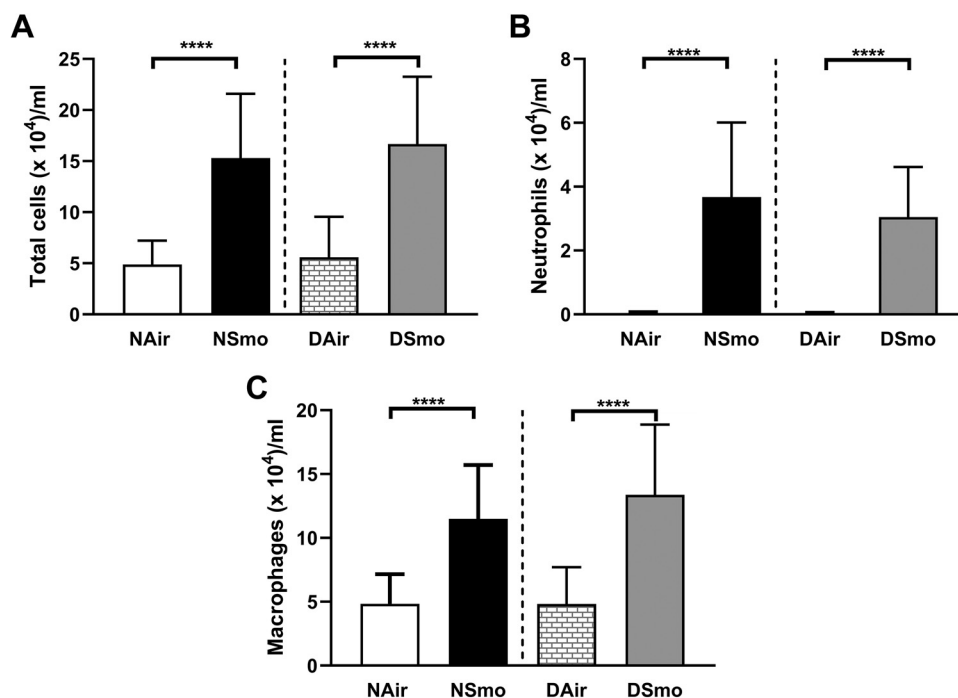 A
Total cells (x 10⁴)/ml
25
20
15
10
5
0
****
****
NAir NSmo DAir DSmo
B
Neutrophils (x 10⁴)/ml
8
6
4
2
0
****
****
NAir NSmo DAir DSmo
C
Macrophages (x 10⁴)/ml
20
15
10
5
0
****
****
NAir NSmo DAir DSmo